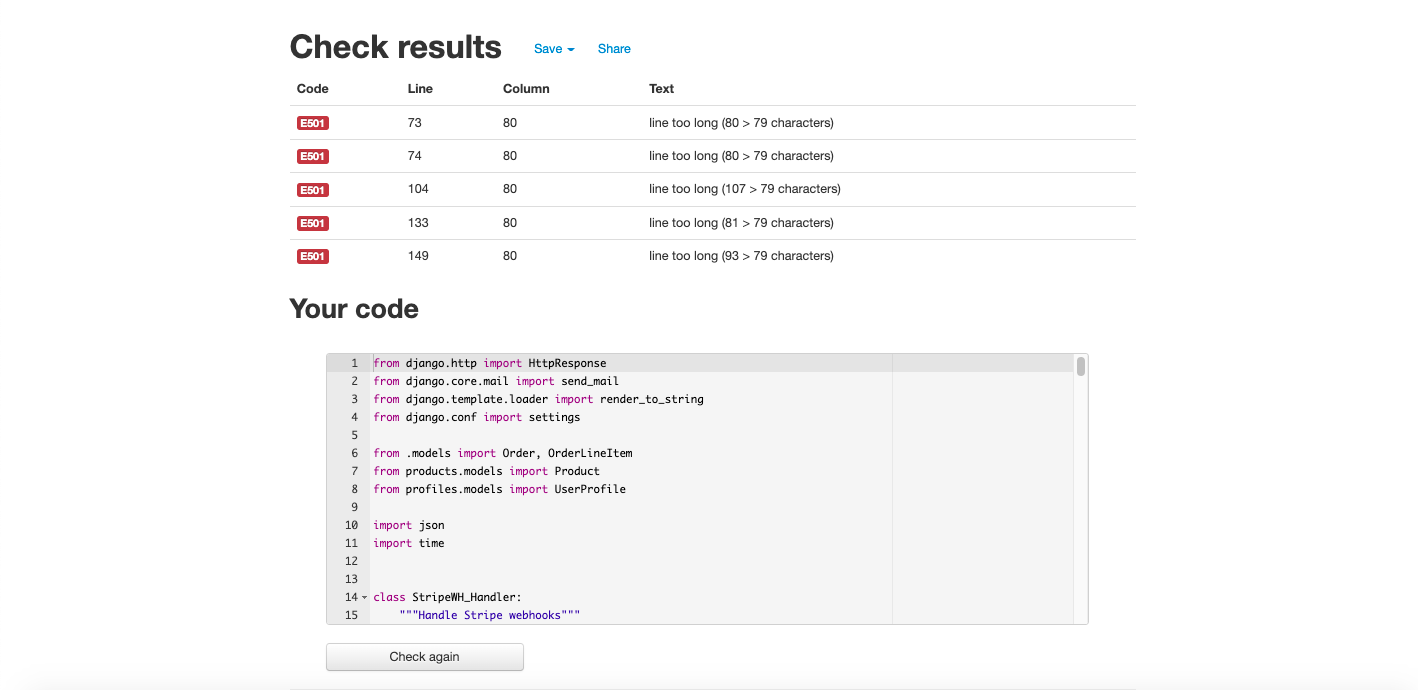 Check results Save Share
Code Line Column Text
E501 73 80 line too long (80 > 79 characters)
E501 74 80 line too long (80 > 79 characters)
E501 104 80 line too long (107 > 79 characters)
E501 133 80 line too long (81 > 79 characters)
E501 149 80 line too long (93 > 79 characters)
Your code
1 from django.http import HttpResponse
2 from django.core.mail import send_mail
3 from django.template.loader import render_to_string
4 from django.conf import settings
5
6 from .models import Order, OrderLineItem
7 from products.models import Product
8 from profiles.models import UserProfile
9
10 import json
11 import time
12
13
14 class StripeWH_Handler:
15     """Handle Stripe webhooks"""
Check again